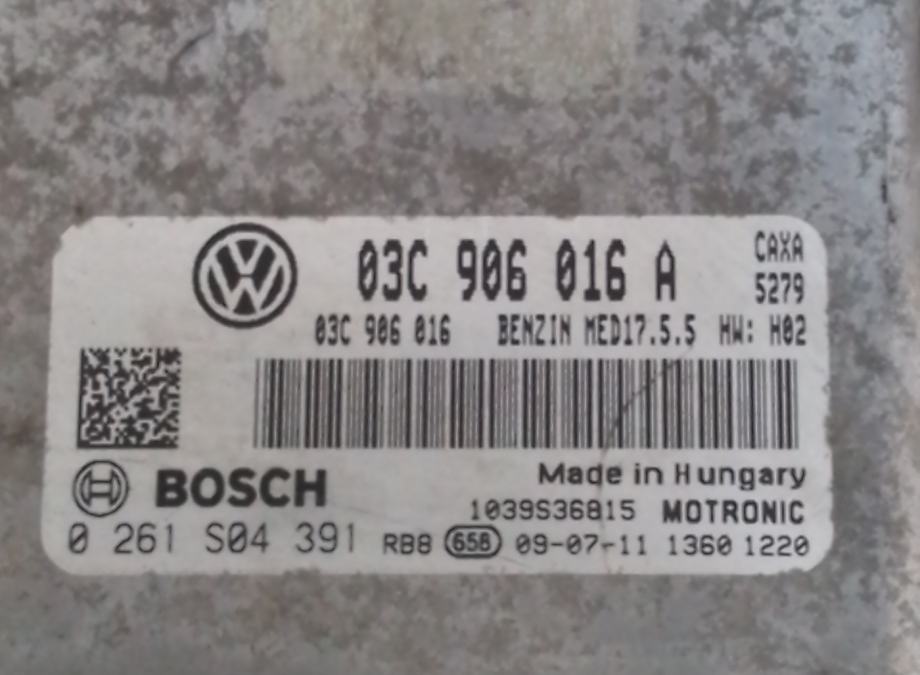 03C 906 016 A CAXA
5279
03C 906 016 BENZIN MED17.5.5 HW: H02
BOSCH
Made in Hungary
1039S36815 MOTRONIC
0 261 S04 391 RB8 658 09-07-11 1360 1220